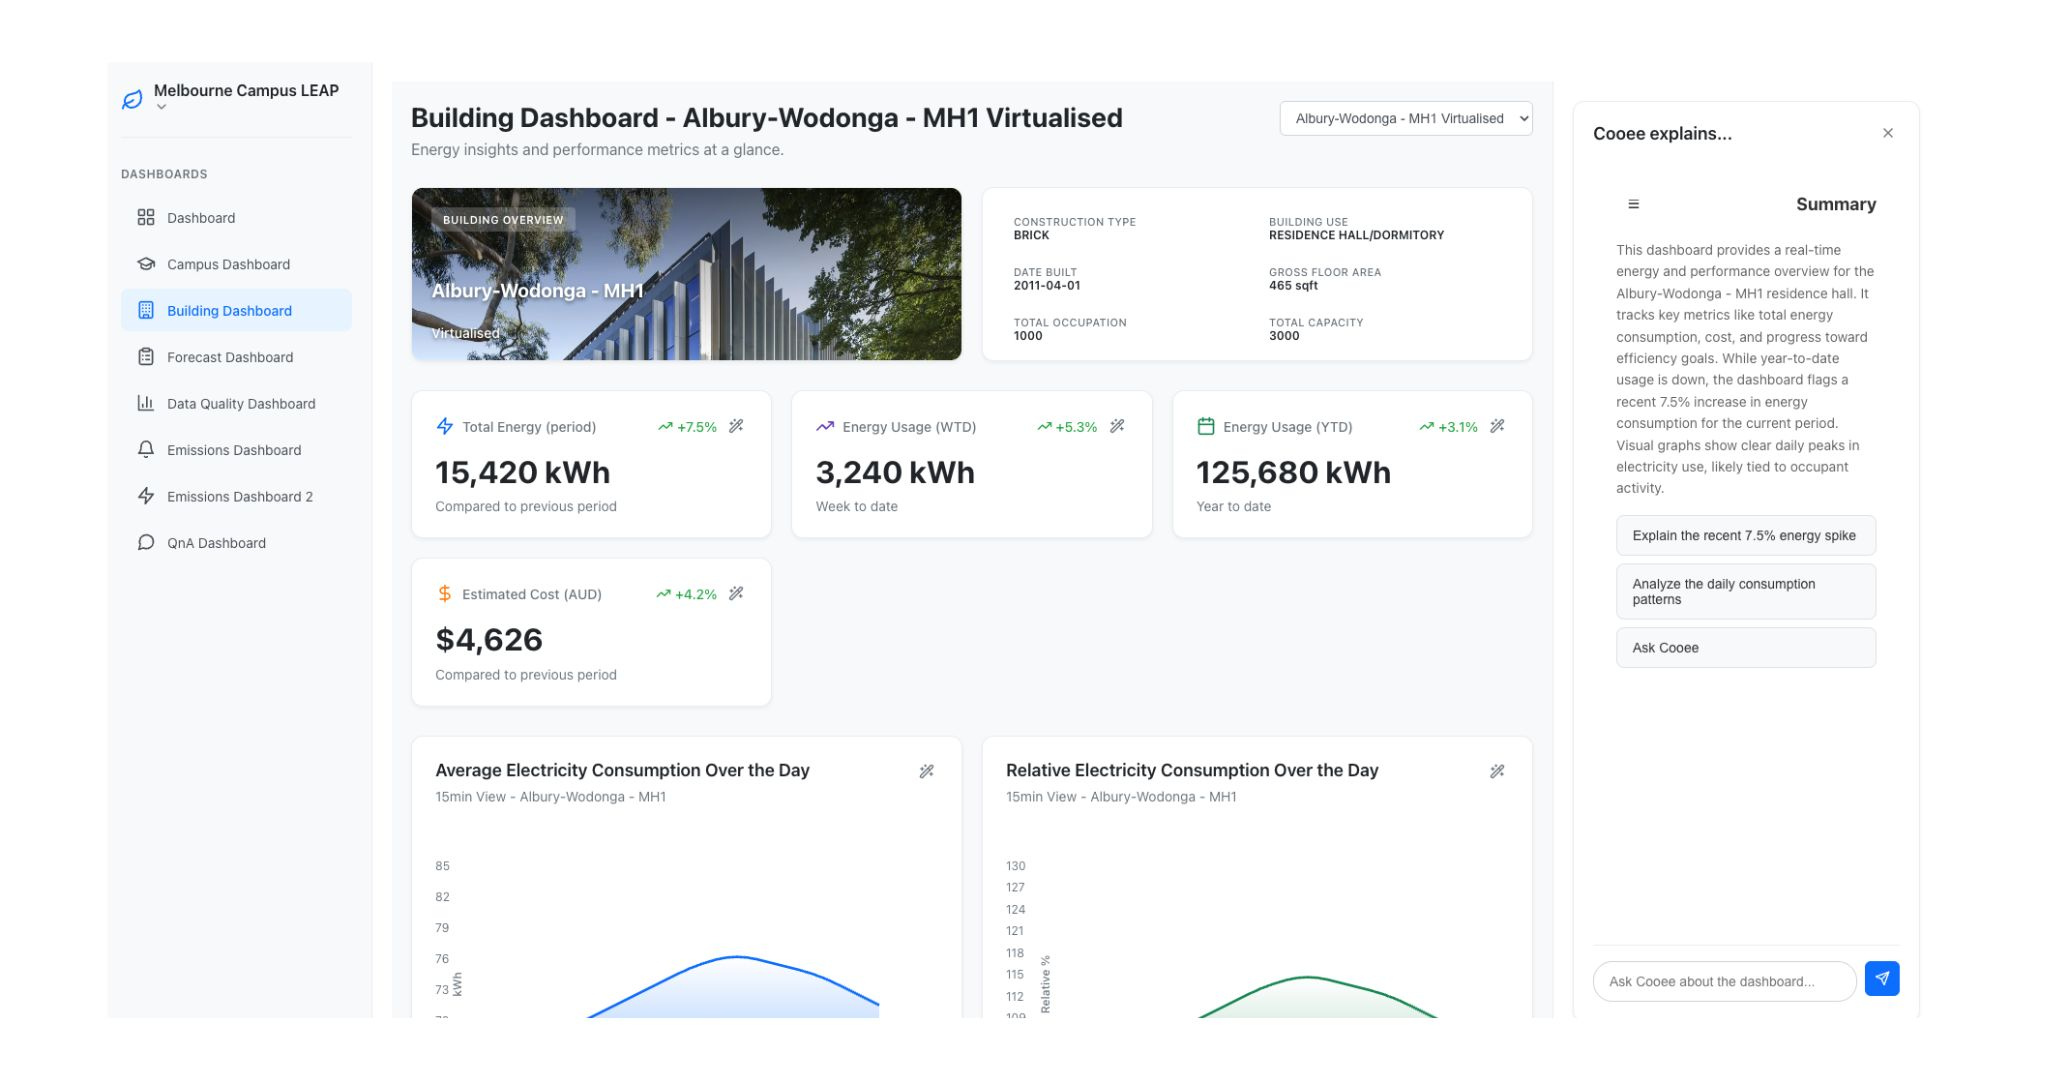 Melbourne Campus LEAP
DASHBOARDS
Dashboard
Campus Dashboard
Building Dashboard
Forecast Dashboard
Data Quality Dashboard
Emissions Dashboard
Emissions Dashboard 2
QnA Dashboard
Building Dashboard - Albury-Wodonga - MH1 Virtualised
Energy insights and performance metrics at a glance.
Albury-Wodonga - MH1 Virtualised
BUILDING OVERVIEW
Albury-Wodonga - MH1
Virtualised
CONSTRUCTION TYPE
BRICK
BUILDING USE
RESIDENCE HALL/DORMITORY
DATE BUILT
2011-04-01
GROSS FLOOR AREA
465 sqft
TOTAL OCCUPATION
1000
TOTAL CAPACITY
3000
Total Energy (period)
+7.5%
15,420 kWh
Compared to previous period
Energy Usage (WTD)
+5.3%
3,240 kWh
Week to date
Energy Usage (YTD)
+3.1%
125,680 kWh
Year to date
Estimated Cost (AUD)
+4.2%
$4,626
Compared to previous period
Average Electricity Consumption Over the Day
15min View - Albury-Wodonga - MH1
85
82
79
76
73
kWh
Relative Electricity Consumption Over the Day
15min View - Albury-Wodonga - MH1
130
127
124
121
118
115
112
109
Relative %
Cooee explains...
Summary
This dashboard provides a real-time
energy and performance overview for the
Albury-Wodonga - MH1 residence hall. It
tracks key metrics like total energy
consumption, cost, and progress toward
efficiency goals. While year-to-date
usage is down, the dashboard flags a
recent 7.5% increase in energy
consumption for the current period.
Visual graphs show clear daily peaks in
electricity use, likely tied to occupant
activity.
Explain the recent 7.5% energy spike
Analyze the daily consumption
patterns
Ask Cooee
Ask Cooee about the dashboard...